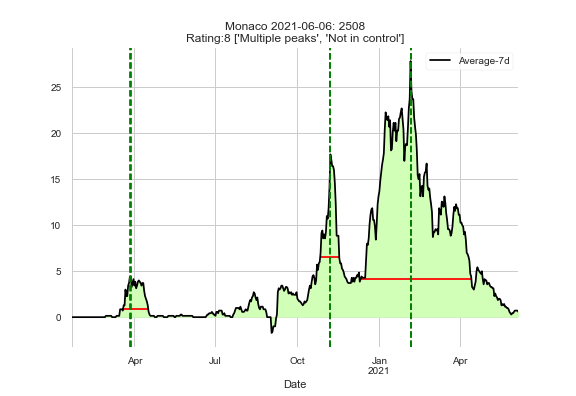 Monaco 2021-06-06: 2508
Rating:8 ['Multiple peaks', 'Not in control']
Average-7d
25
20
15
10
5
0
Apr
Jul
Oct
Jan
2021
Apr
Date